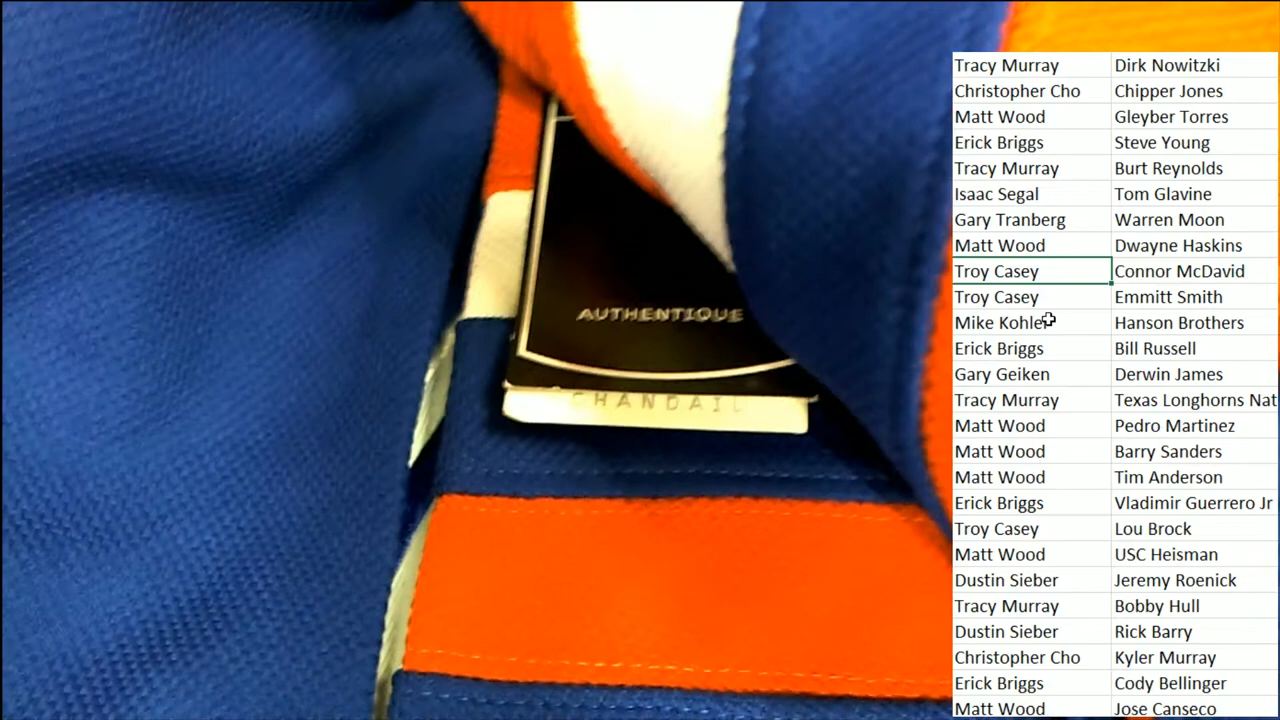 AUTHENTIQUE
CHANDAIL
Tracy Murray Dirk Nowitzki
Christopher Cho Chipper Jones
Matt Wood Gleyber Torres
Erick Briggs Steve Young
Tracy Murray Burt Reynolds
Isaac Segal Tom Glavine
Gary Tranberg Warren Moon
Matt Wood Dwayne Haskins
Troy Casey Connor McDavid
Troy Casey Emmitt Smith
Mike Kohler Hanson Brothers
Erick Briggs Bill Russell
Gary Geiken Derwin James
Tracy Murray Texas Longhorns Nat
Matt Wood Pedro Martinez
Matt Wood Barry Sanders
Matt Wood Tim Anderson
Erick Briggs Vladimir Guerrero Jr
Troy Casey Lou Brock
Matt Wood USC Heisman
Dustin Sieber Jeremy Roenick
Tracy Murray Bobby Hull
Dustin Sieber Rick Barry
Christopher Cho Kyler Murray
Erick Briggs Cody Bellinger
Matt Wood Jose Canseco